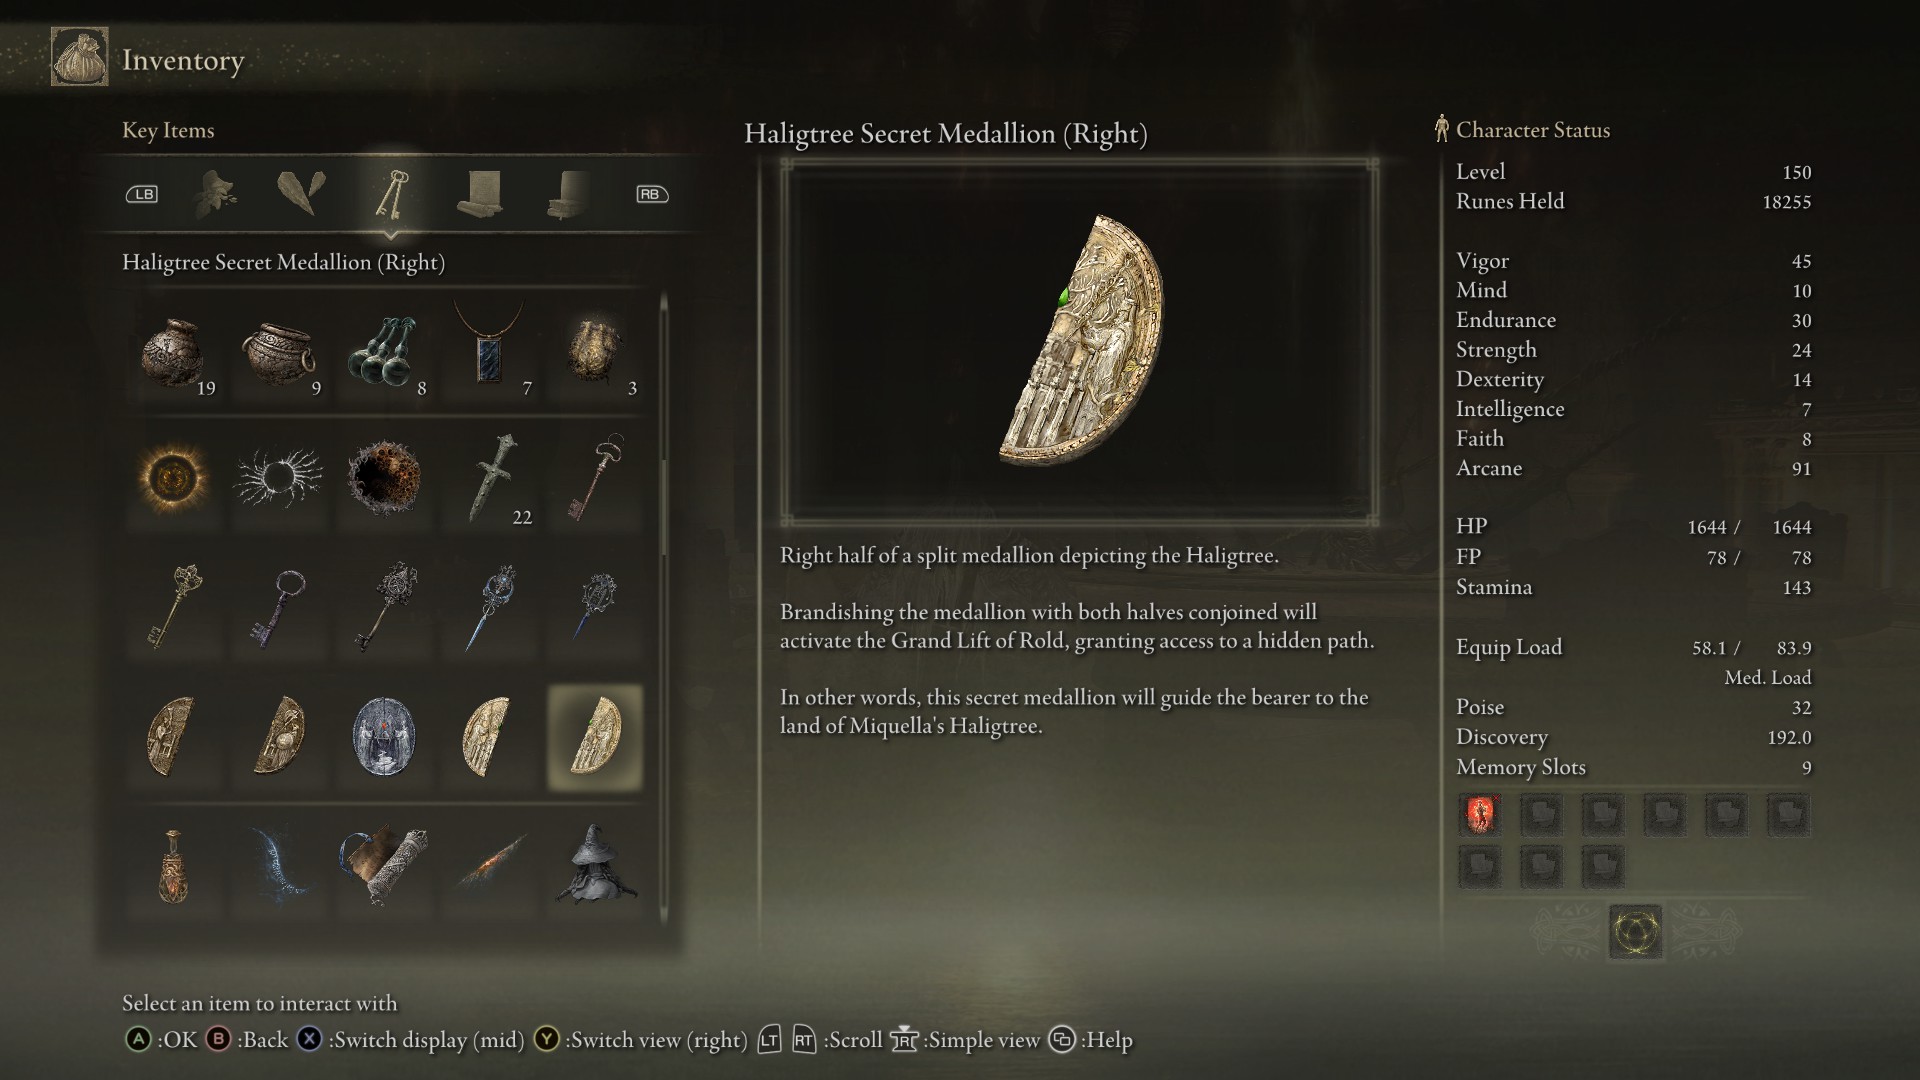 Inventory
Key Items
LB
RB
Haligtree Secret Medallion (Right)
19
9
8
7
3
22
Select an item to interact with
A :OK B :Back X :Switch display (mid) Y :Switch view (right) LT RT :Scroll R :Simple view :Help
Haligtree Secret Medallion (Right)
Right half of a split medallion depicting the Haligtree.
Brandishing the medallion with both halves conjoined will
activate the Grand Lift of Rold, granting access to a hidden path.
In other words, this secret medallion will guide the bearer to the
land of Miquella's Haligtree.
Character Status
Level 150
Runes Held 18255
Vigor 45
Mind 10
Endurance 30
Strength 24
Dexterity 14
Intelligence 7
Faith 8
Arcane 91
HP 1644 / 1644
FP 78 / 78
Stamina 143
Equip Load 58.1 / 83.9
Med. Load
Poise 32
Discovery 192.0
Memory Slots 9